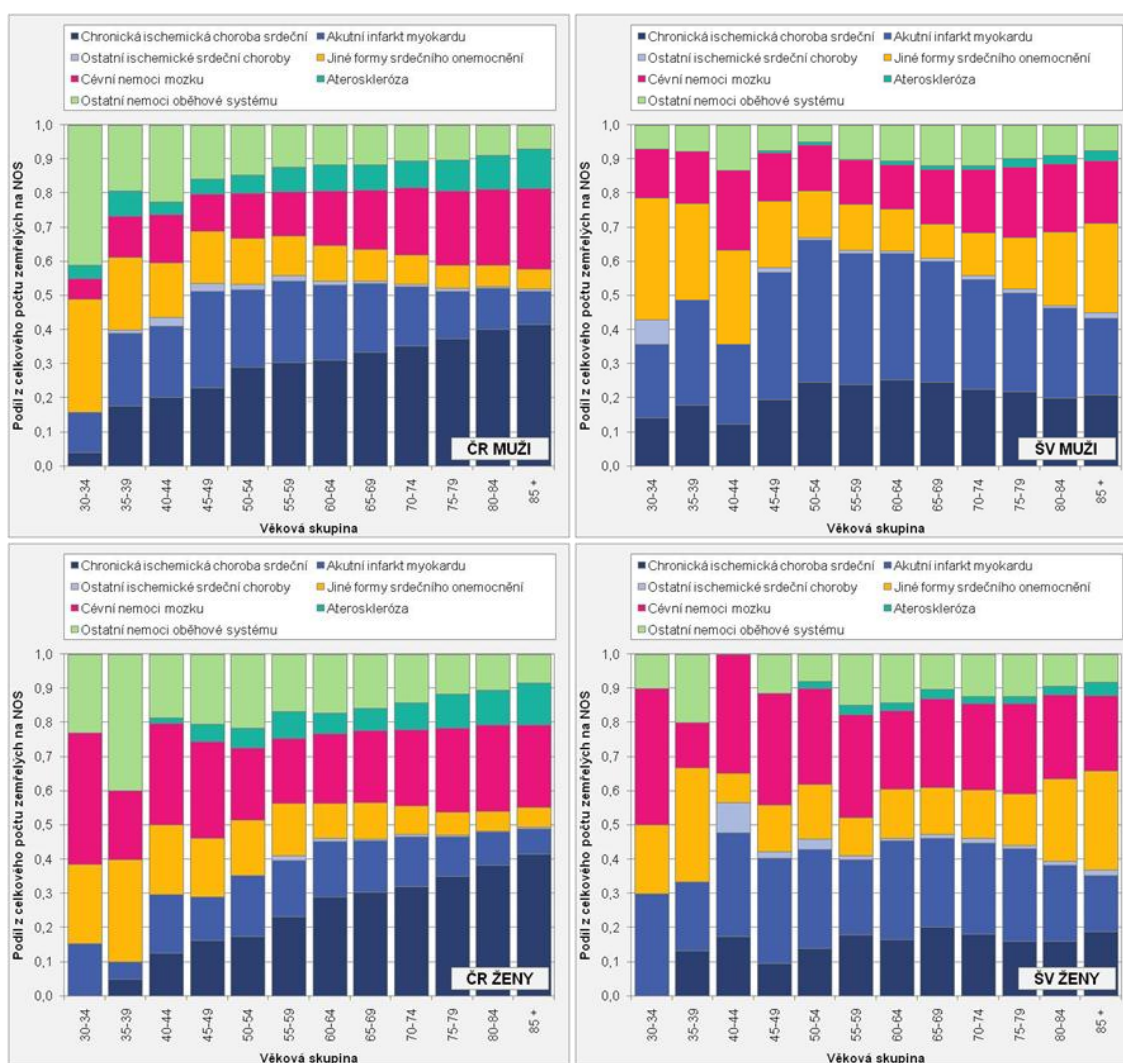 Chronická ischemická choroba srdeční Akutní infarkt myokardu
Ostatní ischemické srdeční choroby Jiné formy srdečního onemocnění
Cévní nemoci mozku Ateroskleróza
Ostatní nemoci oběhové systému
Podíl z celkového počtu zemřelých na NOS
1,0
0,9
0,8
0,7
0,6
0,5
0,4
0,3
0,2
0,1
0,0
ČR MUŽI
30-34 35-39 40-44 45-49 50-54 55-59 60-64 65-69 70-74 75-79 80-84 85 +
Věková skupina
Chronická ischemická choroba srdeční Akutní infarkt myokardu
Ostatní ischemické srdeční choroby Jiné formy srdečního onemocnění
Cévní nemoci mozku Ateroskleróza
Ostatní nemoci oběhové systému
Podíl z celkového počtu zemřelých na NOS
1,0
0,9
0,8
0,7
0,6
0,5
0,4
0,3
0,2
0,1
0,0
ŠV MUŽI
30-34 35-39 40-44 45-49 50-54 55-59 60-64 65-69 70-74 75-79 80-84 85 +
Věková skupina
Chronická ischemická choroba srdeční Akutní infarkt myokardu
Ostatní ischemické srdeční choroby Jiné formy srdečního onemocnění
Cévní nemoci mozku Ateroskleróza
Ostatní nemoci oběhové systému
Podíl z celkového počtu zemřelých na NOS
1,0
0,9
0,8
0,7
0,6
0,5
0,4
0,3
0,2
0,1
0,0
ČR ŽENY
30-34 35-39 40-44 45-49 50-54 55-59 60-64 65-69 70-74 75-79 80-84 85 +
Věková skupina
Chronická ischemická choroba srdeční Akutní infarkt myokardu
Ostatní ischemické srdeční choroby Jiné formy srdečního onemocnění
Cévní nemoci mozku Ateroskleróza
Ostatní nemoci oběhové systému
Podíl z celkového počtu zemřelých na NOS
1,0
0,9
0,8
0,7
0,6
0,5
0,4
0,3
0,2
0,1
0,0
ŠV ŽENY
30-34 35-39 40-44 45-49 50-54 55-59 60-64 65-69 70-74 75-79 80-84 85 +
Věková skupina